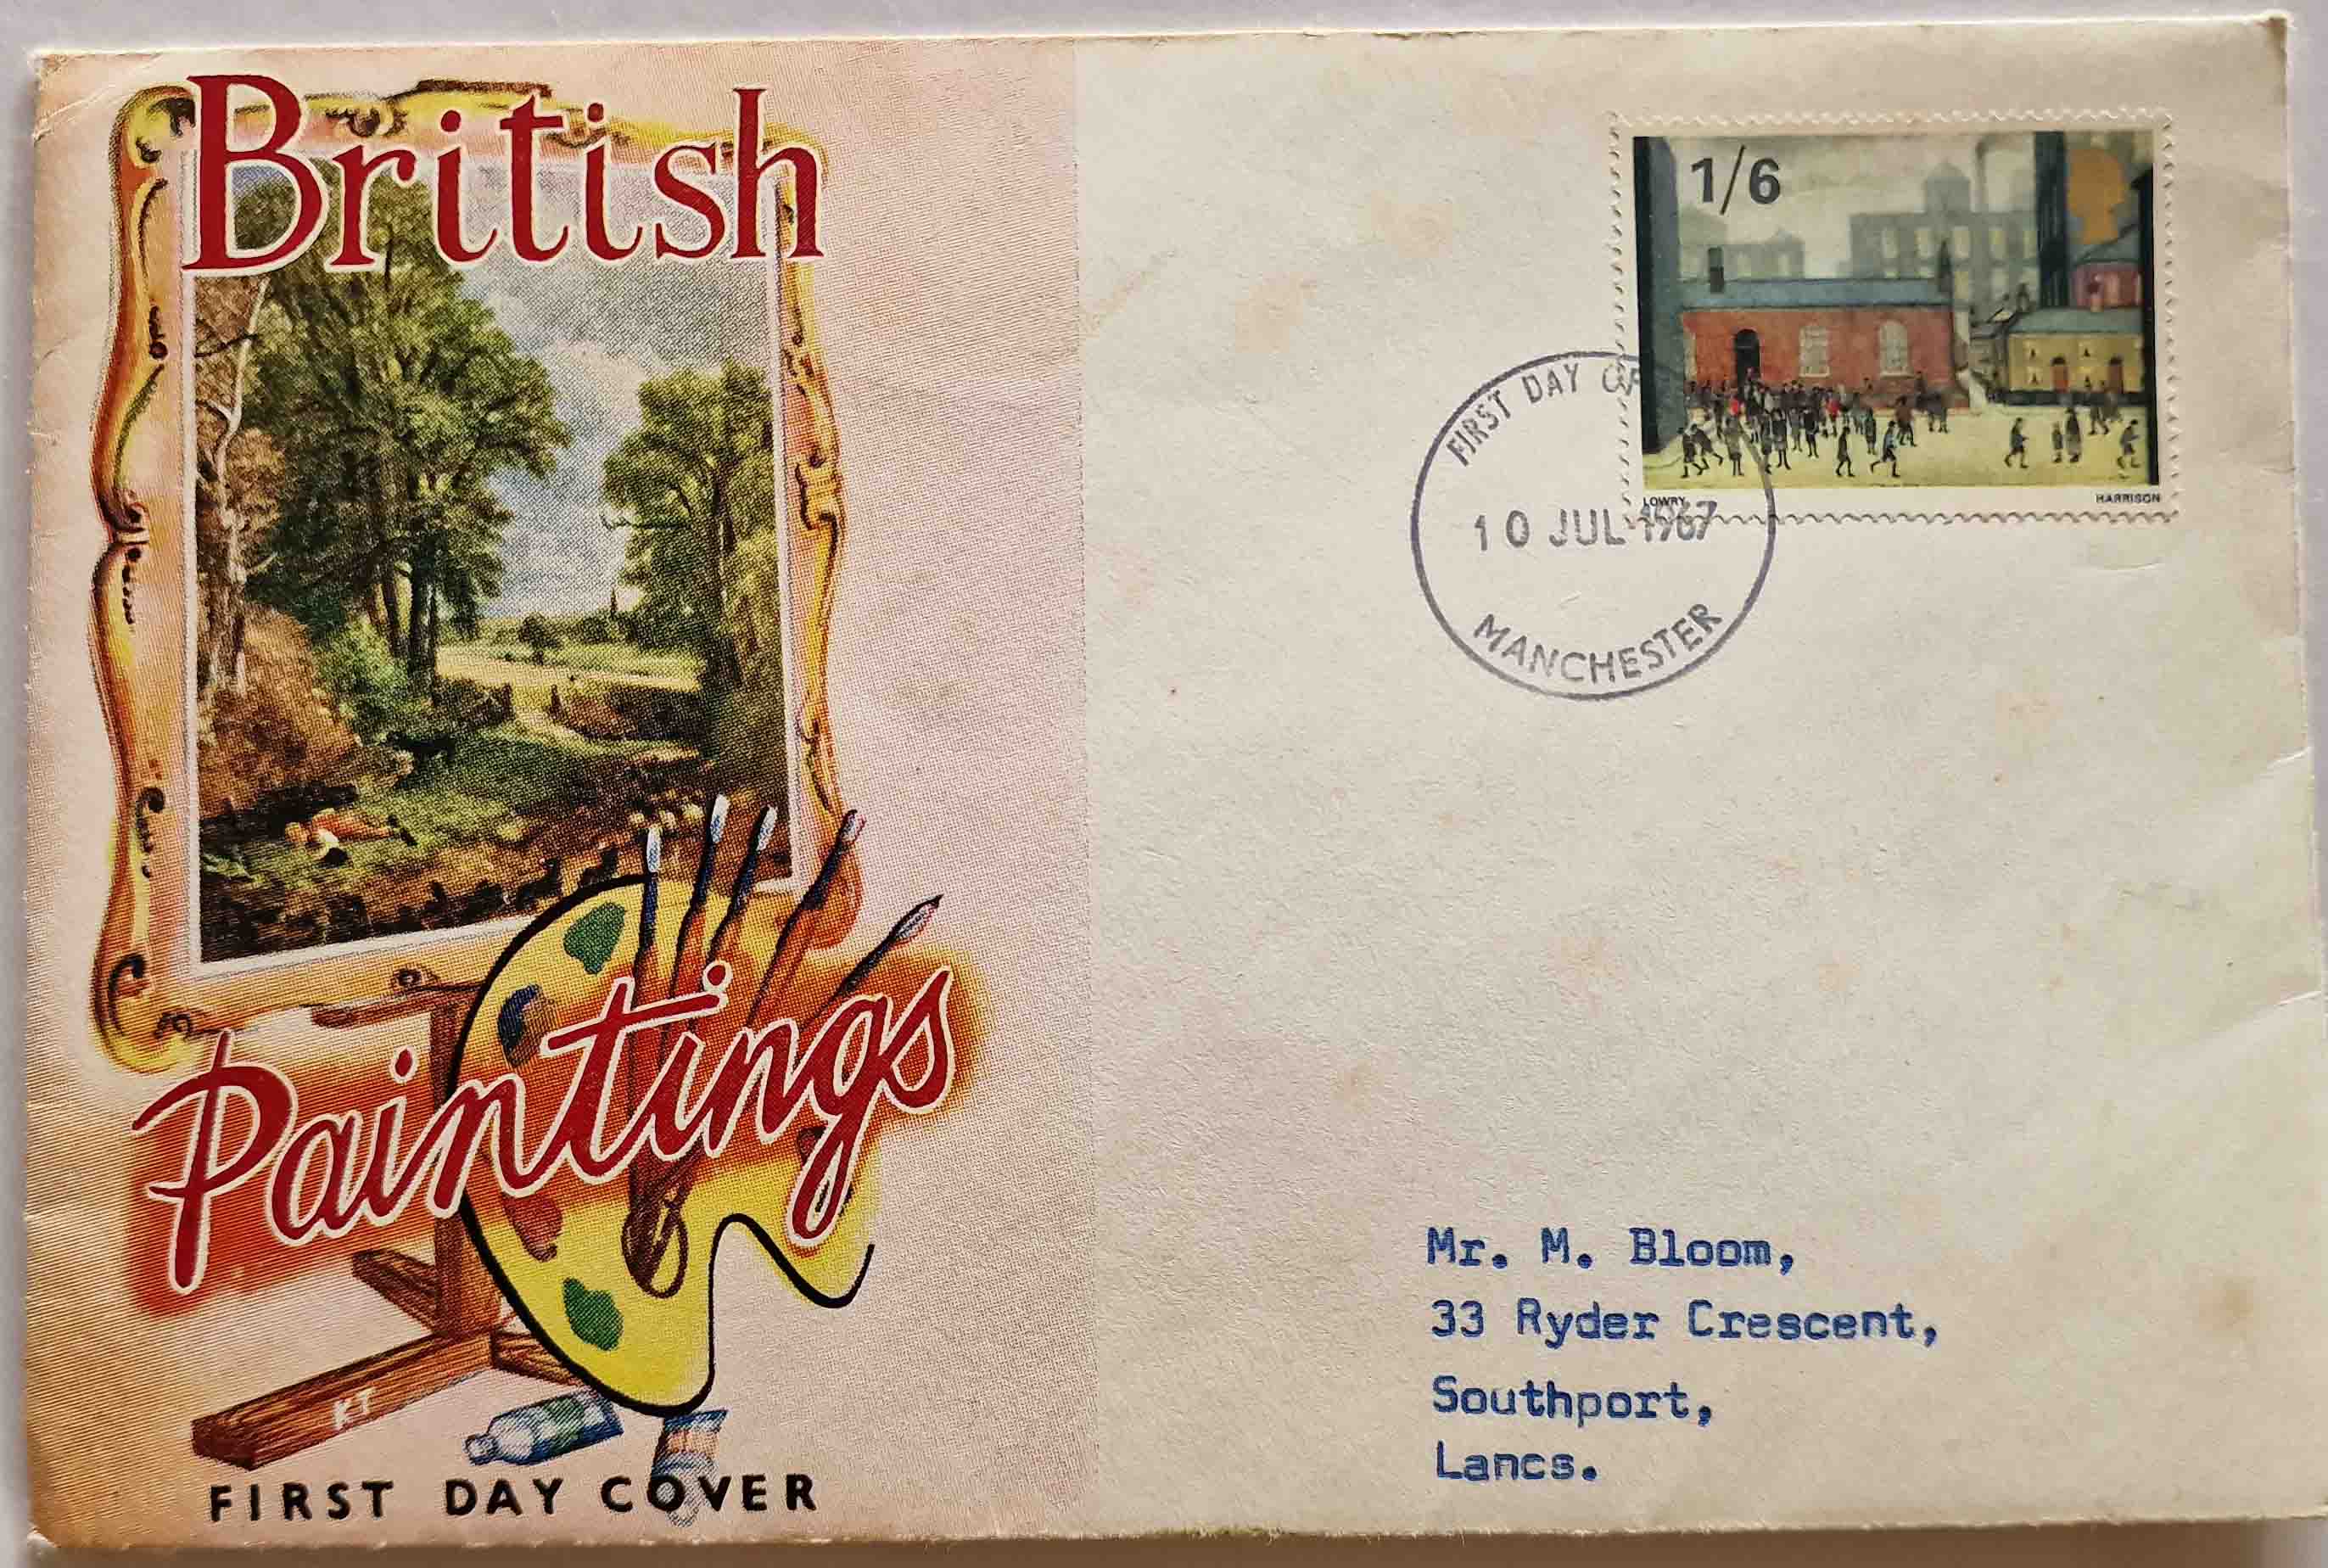 British
Paintings
KT
FIRST DAY COVER
1/6
LOWRY
HARRISON
FIRST DAY OF
10 JUL 1967
MANCHESTER
Mr. M. Bloom,
33 Ryder Crescent,
Southport,
Lancs.